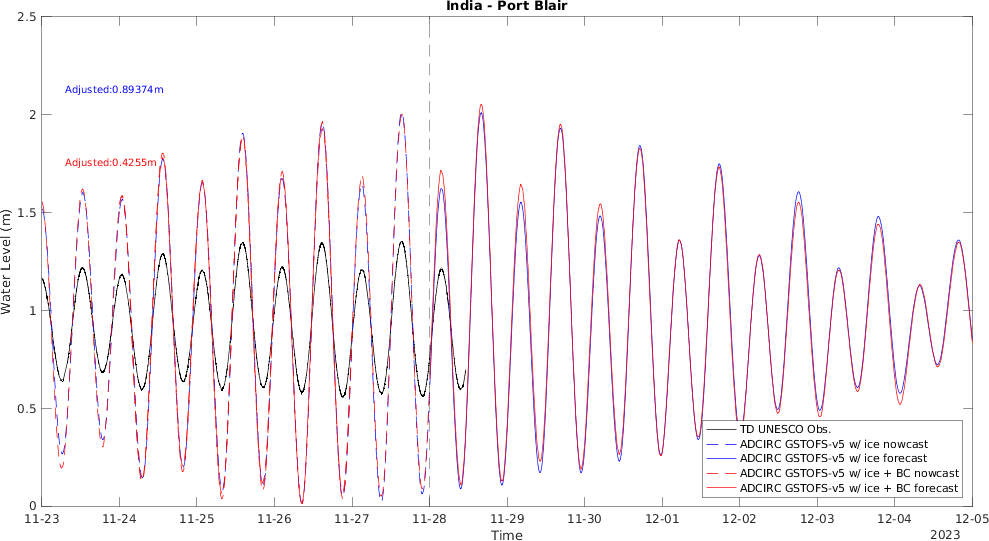 India - Port Blair
2.5
2
1.5
1
0.5
0
Water Level (m)
Adjusted:0.89374m
Adjusted:0.4255m
TD UNESCO Obs.
ADCIRC GSTOFS-v5 w/ ice nowcast
ADCIRC GSTOFS-v5 w/ ice forecast
ADCIRC GSTOFS-v5 w/ ice + BC nowcast
ADCIRC GSTOFS-v5 w/ ice + BC forecast
11-23 11-24 11-25 11-26 11-27 11-28 11-29 11-30 12-01 12-02 12-03 12-04 12-05
Time
2023